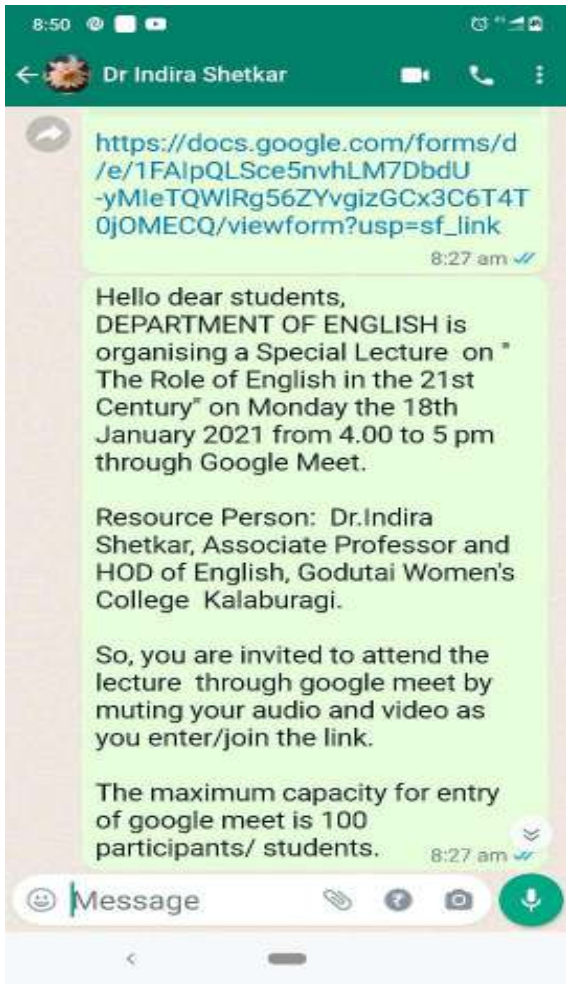 8:50
Dr Indira Shetkar
https://docs.google.com/forms/d
/e/1FAIpQLSce5nvhLM7DbdU
-yMIeTQWlRg56ZYvgizGCx3C6T4T
0jOMECQ/viewform?usp=sf_link
8:27 am
Hello dear students,
DEPARTMENT OF ENGLISH is
organising a Special Lecture on "
The Role of English in the 21st
Century" on Monday the 18th
January 2021 from 4.00 to 5 pm
through Google Meet.
Resource Person: Dr.Indira
Shetkar, Associate Professor and
HOD of English, Godutai Women's
College Kalaburagi.
So, you are invited to attend the
lecture through google meet by
muting your audio and video as
you enter/join the link.
The maximum capacity for entry
of google meet is 100
participants/ students.
8:27 am
Message